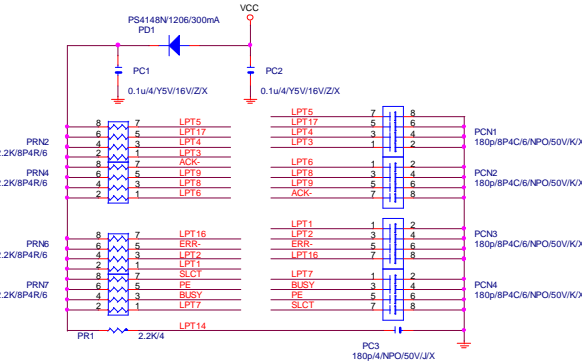 VCC
PS4148N/1206/300mA
PD1
PC1
PC2
0.1u/4/Y5V/16V/Z/X
0.1u/4/Y5V/16V/Z/X
8 7 LPT5
6 5 LPT17
4 3 LPT4
2 1 LPT3
PRN2
2.2K/8P4R/6
8 7 ACK-
6 5 LPT9
4 3 LPT8
2 1 LPT6
PRN4
2.2K/8P4R/6
LPT5 7 8
LPT17 5 6
LPT4 3 4
LPT3 1 2
PCN1
180p/8P4C/6/NPO/50V/K/X
LPT6 1 2
LPT8 3 4
LPT9 5 6
ACK- 7 8
PCN2
180p/8P4C/6/NPO/50V/K/X
8 7 LPT16
6 5 ERR-
4 3 LPT2
2 1 LPT1
PRN6
2.2K/8P4R/6
8 7 SLCT
6 5 PE
4 3 BUSY
2 1 LPT7
PRN7
2.2K/8P4R/6
LPT1 1 2
LPT2 3 4
ERR- 5 6
LPT16 7 8
PCN3
180p/8P4C/6/NPO/50V/K/X
LPT7 1 2
BUSY 3 4
PE 5 6
SLCT 7 8
PCN4
180p/8P4C/6/NPO/50V/K/X
PR1 2.2K/4 LPT14
PC3
180p/4/NPO/50V/J/X